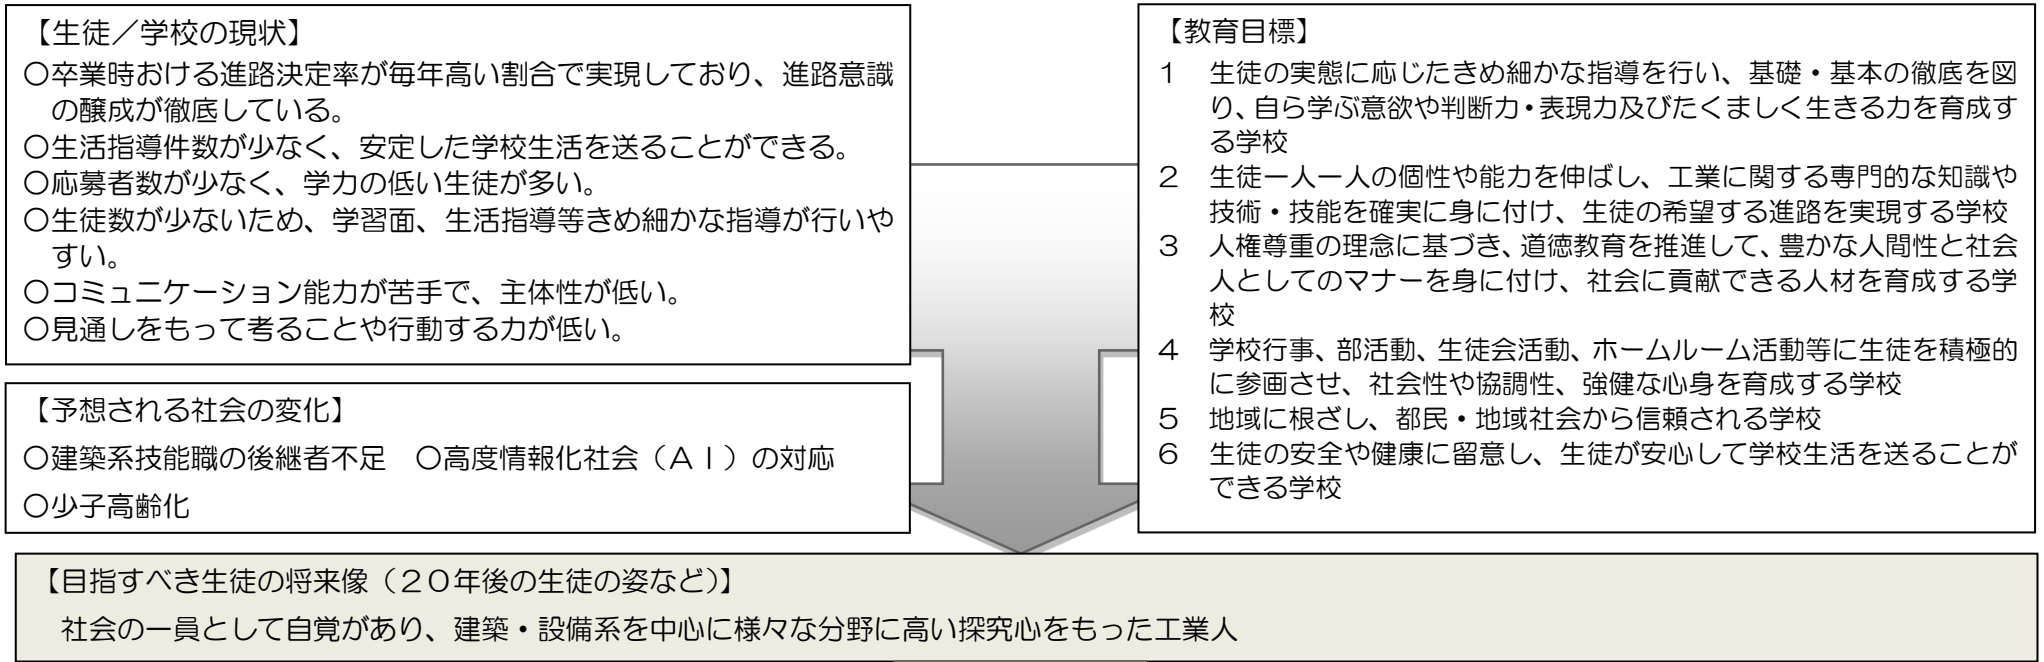 【生徒／学校の現状】
○卒業時おける進路決定率が毎年高い割合で実現しており、進路意識
の醸成が徹底している。
○生活指導件数が少なく、安定した学校生活を送ることができる。
○応募者数が少なく、学力の低い生徒が多い。
○生徒数が少ないため、学習面、生活指導等きめ細かな指導が行いや
すい。
○コミュニケーション能力が苦手で、主体性が低い。
○見通しをもって考ることや行動する力が低い。
【予想される社会の変化】
○建築系技能職の後継者不足　○高度情報化社会（ＡＩ）の対応
○少子高齢化
【教育目標】
１　生徒の実態に応じたきめ細かな指導を行い、基礎・基本の徹底を図
り、自ら学ぶ意欲や判断力・表現力及びたくましく生きる力を育成す
る学校
２　生徒一人一人の個性や能力を伸ばし、工業に関する専門的な知識や
技術・技能を確実に身に付け、生徒の希望する進路を実現する学校
３　人権尊重の理念に基づき、道徳教育を推進して、豊かな人間性と社会
人としてのマナーを身に付け、社会に貢献できる人材を育成する学
校
４　学校行事、部活動、生徒会活動、ホームルーム活動等に生徒を積極的
に参画させ、社会性や協調性、強健な心身を育成する学校
５　地域に根ざし、都民・地域社会から信頼される学校
６　生徒の安全や健康に留意し、生徒が安心して学校生活を送ることが
できる学校
【目指すべき生徒の将来像（２０年後の生徒の姿など）】
社会の一員として自覚があり、建築・設備系を中心に様々な分野に高い探究心をもった工業人